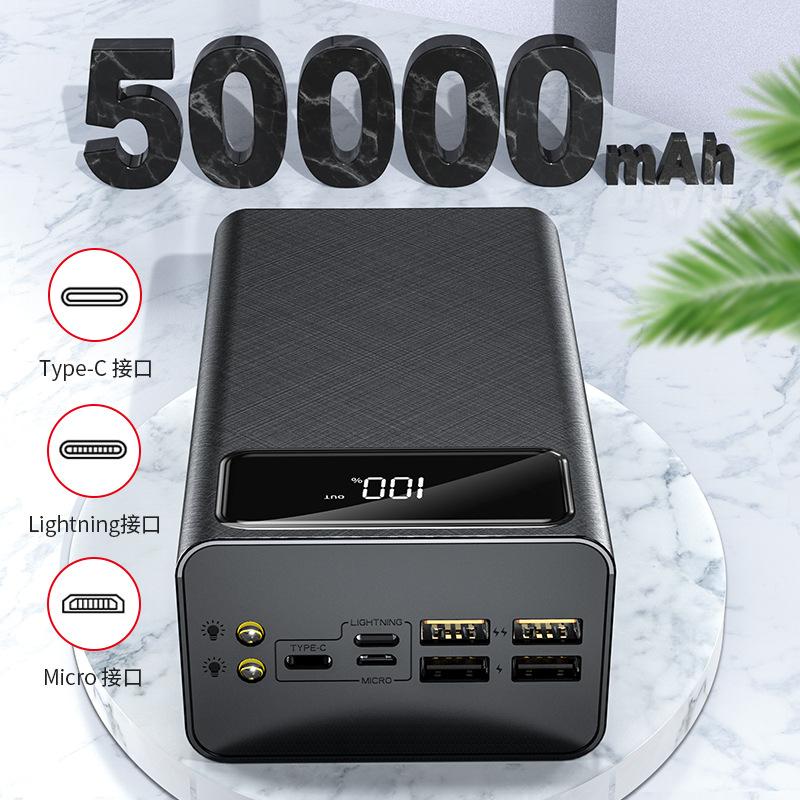 50000mAh
Type-C 接口
Lightning接口
Micro 接口
100%
OUT
LIGHTNING
TYPE-C
MICRO